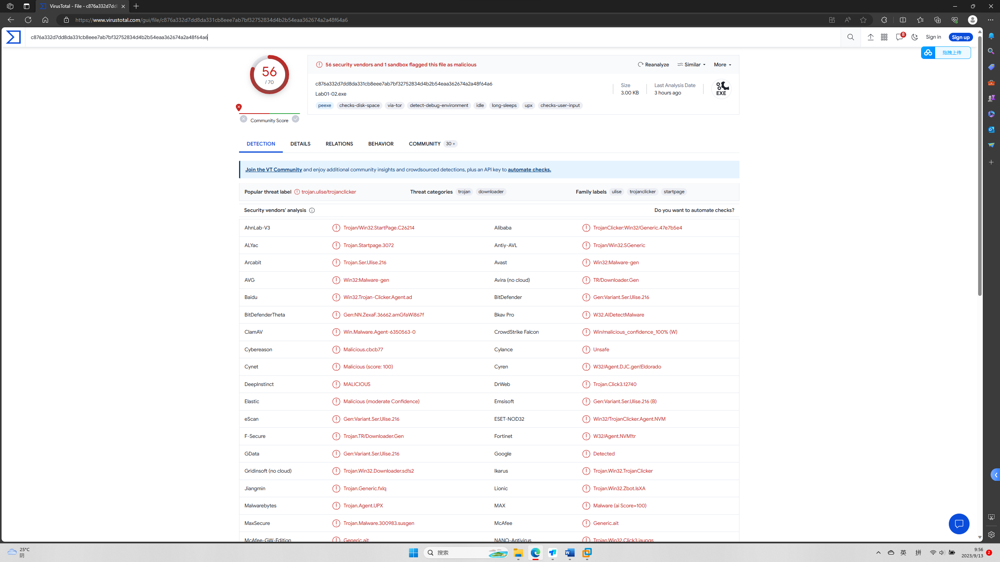 VirusTotal - File - c876a332d7dd8
https://www.virustotal.com/gui/file/c876a332d7dd8da331cb8eee7ab7bf32752834d4b2b54eaa362674a2a48f64a6
c876a332d7dd8da331cb8eee7ab7bf32752834d4b2b54eaa362674a2a48f64a6
8
Sign in
Sign up
拖拽上传
56
/ 70
Community Score
56 security vendors and 1 sandbox flagged this file as malicious
Reanalyze
Similar
More
c876a332d7dd8da331cb8eee7ab7bf32752834d4b2b54eaa362674a2a48f64a6
Lab01-02.exe
Size
3.00 KB
Last Analysis Date
3 hours ago
EXE
peexe checks-disk-space via-tor detect-debug-environment idle long-sleeps upx checks-user-input
DETECTION DETAILS RELATIONS BEHAVIOR COMMUNITY 30 +
Join the VT Community and enjoy additional community insights and crowdsourced detections, plus an API key to automate checks.
Popular threat label trojan.ulise/trojanclicker Threat categories trojan downloader Family labels ulise trojanclicker startpage
Security vendors' analysis Do you want to automate checks?
AhnLab-V3 Trojan/Win32.StartPage.C26214 Alibaba TrojanClicker:Win32/Generic.47e7b5e4
ALYac Trojan.Startpage.3072 Antiy-AVL Trojan/Win32.SGeneric
Arcabit Trojan.Ser.Ulise.216 Avast Win32:Malware-gen
AVG Win32:Malware-gen Avira (no cloud) TR/Downloader.Gen
Baidu Win32.Trojan-Clicker.Agent.ad BitDefender Gen:Variant.Ser.Ulise.216
BitDefenderTheta Gen:NN.ZexaF.36662.amGfaWi867f Bkav Pro W32.AIDetectMalware
ClamAV Win.Malware.Agent-6350563-0 CrowdStrike Falcon Win/malicious_confidence_100% (W)
Cybereason Malicious.cbcb77 Cylance Unsafe
Cynet Malicious (score: 100) Cyren W32/Agent.DJC.gen!Eldorado
DeepInstinct MALICIOUS DrWeb Trojan.Click3.12740
Elastic Malicious (moderate Confidence) Emsisoft Gen:Variant.Ser.Ulise.216 (B)
eScan Gen:Variant.Ser.Ulise.216 ESET-NOD32 Win32/TrojanClicker.Agent.NVM
F-Secure Trojan.TR/Downloader.Gen Fortinet W32/Agent.NVM!tr
GData Gen:Variant.Ser.Ulise.216 Google Detected
Gridinsoft (no cloud) Trojan.Win32.Downloader.sd!s2 Ikarus Trojan.Win32.TrojanClicker
Jiangmin Trojan.Generic.fxlq Lionic Trojan.Win32.Zbot.lsXA
Malwarebytes Trojan.Agent.UPX MAX Malware (ai Score=100)
MaxSecure Trojan.Malware.300983.susgen McAfee Generic.ait
McAfee-GW-Edition Generic.ait NANO-Antivirus Trojan.Win32.Click3.iaupqs
25°C
阴
搜索
英
拼
9:56
2023/9/13
2